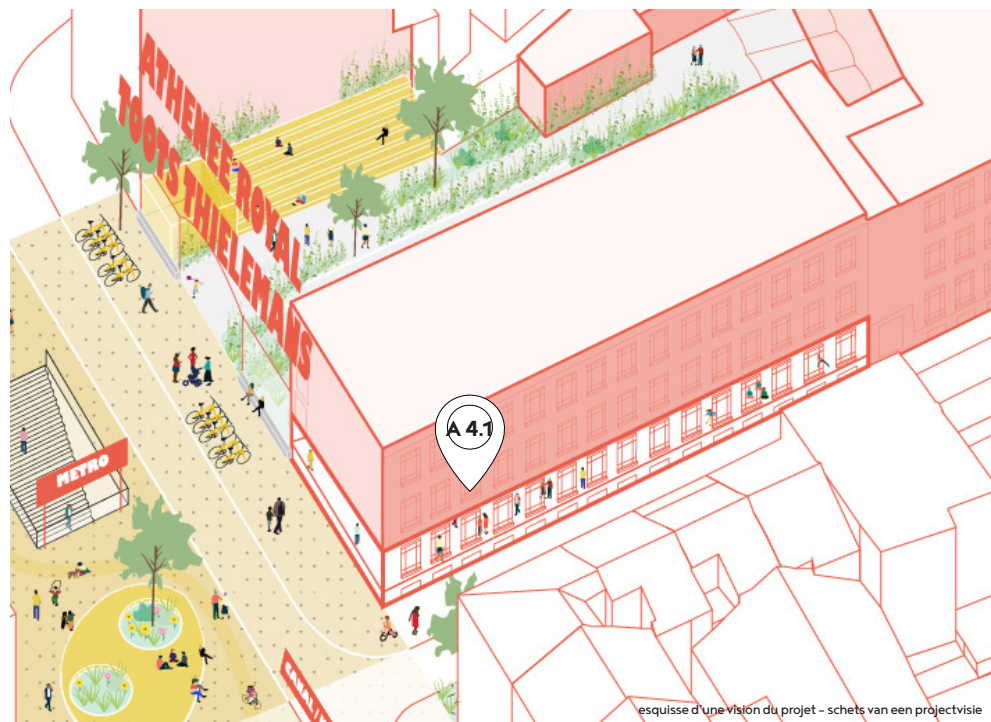 ATHENEE ROYAL
TOOTS THIELEMANS
A 4.1
METRO
esquisse d'une vision du projet – schets van een projectvisie